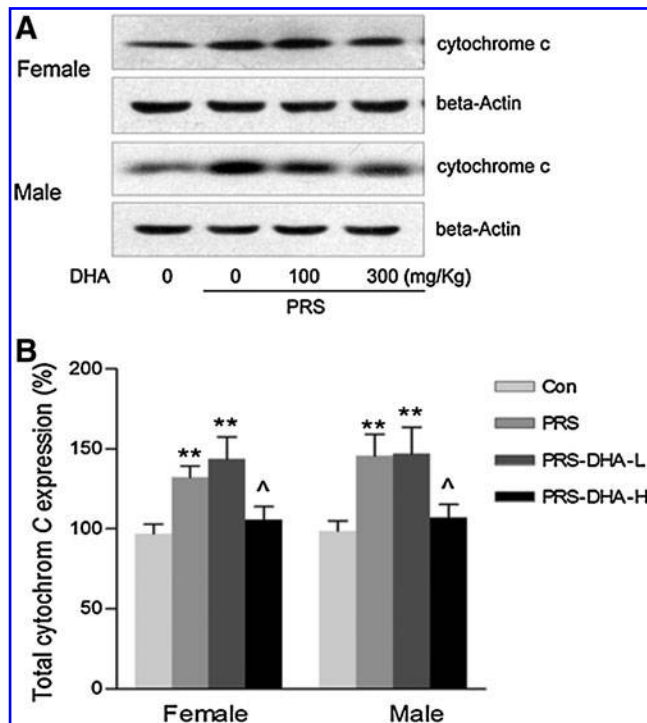 A
Female
cytochrome c
beta-Actin
Male
cytochrome c
beta-Actin
DHA 0 0 100 300 (mg/Kg)
PRS
B
Total cytochrom C expression (%)
200
150
100
50
0
** ** ^
** ** ^
Female Male
Con
PRS
PRS-DHA-L
PRS-DHA-H